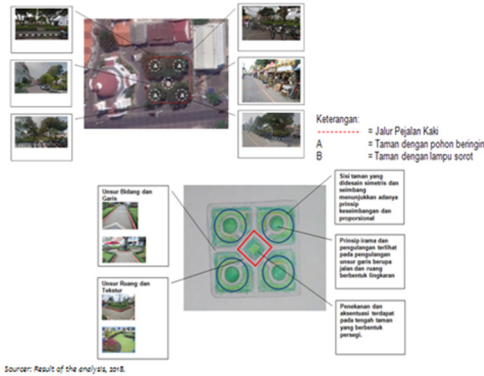 Keterangan:
------------ = Jalur Pejalan Kaki
A = Taman dengan pohon beringin
B = Taman dengan lampu sorot
Unsur Bidang dan
Garis
Unsur Ruang dan
Tekstur
Sisi taman yang
didesain simetris dan
seimbang
menunjukkan adanya
prinsip
keseimbangan dan
proporsional
Prinsip irama dan
pengulangan terlihat
pada pengulangan
unsur garis berupa
jalan dan ruang
berbentuk lingkaran
Penekanan dan
aksentuasi terdapat
pada tengah taman
yang berbentuk
persegi.
Sourcer: Result of the analysis, 2018.